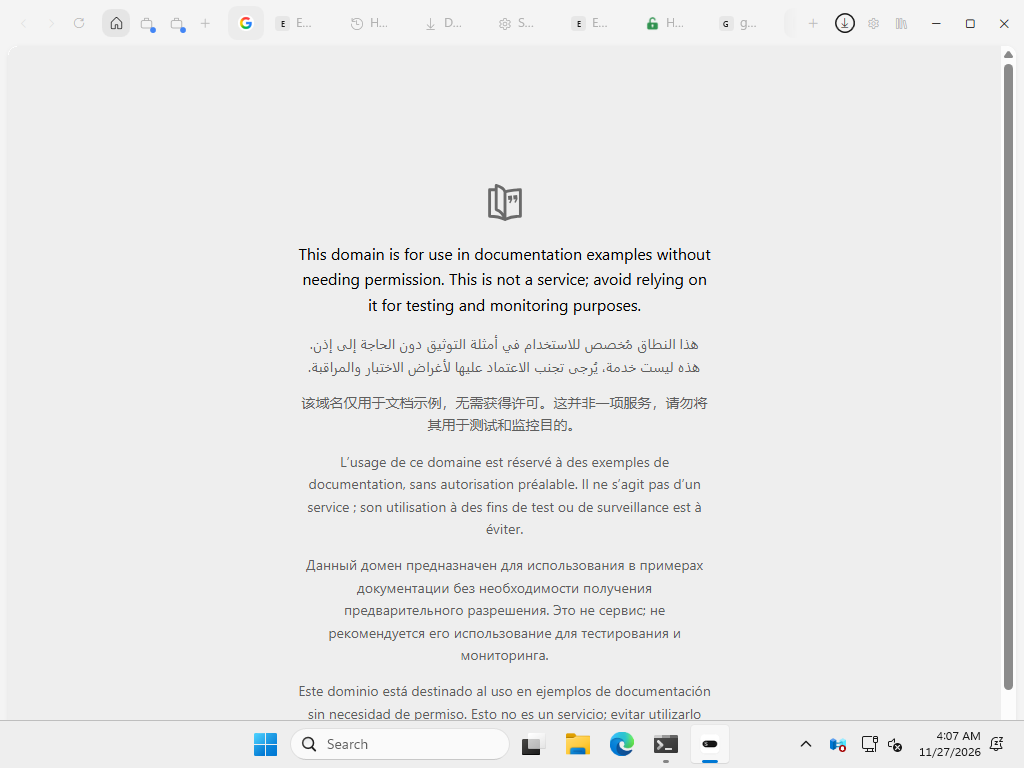 E...
H...
D...
S...
E...
H...
g...
This domain is for use in documentation examples without
needing permission. This is not a service; avoid relying on
it for testing and monitoring purposes.
هذا النطاق مُخصص للاستخدام في أمثلة التوثيق دون الحاجة إلى إذن.
هذه ليست خدمة، يُرجى تجنب الاعتماد عليها لأغراض الاختبار والمراقبة.
该域名仅用于文档示例，无需获得许可。这并非一项服务，请勿将
其用于测试和监控目的。
L’usage de ce domaine est réservé à des exemples de
documentation, sans autorisation préalable. Il ne s’agit pas d’un
service ; son utilisation à des fins de test ou de surveillance est à
éviter.
Данный домен предназначен для использования в примерах
документации без необходимости получения
предварительного разрешения. Это не сервис; не
рекомендуется его использование для тестирования и
мониторинга.
Este dominio está destinado al uso en ejemplos de documentación
sin necesidad de permiso. Esto no es un servicio; evitar utilizarlo
Search
4:07 AM
11/27/2026